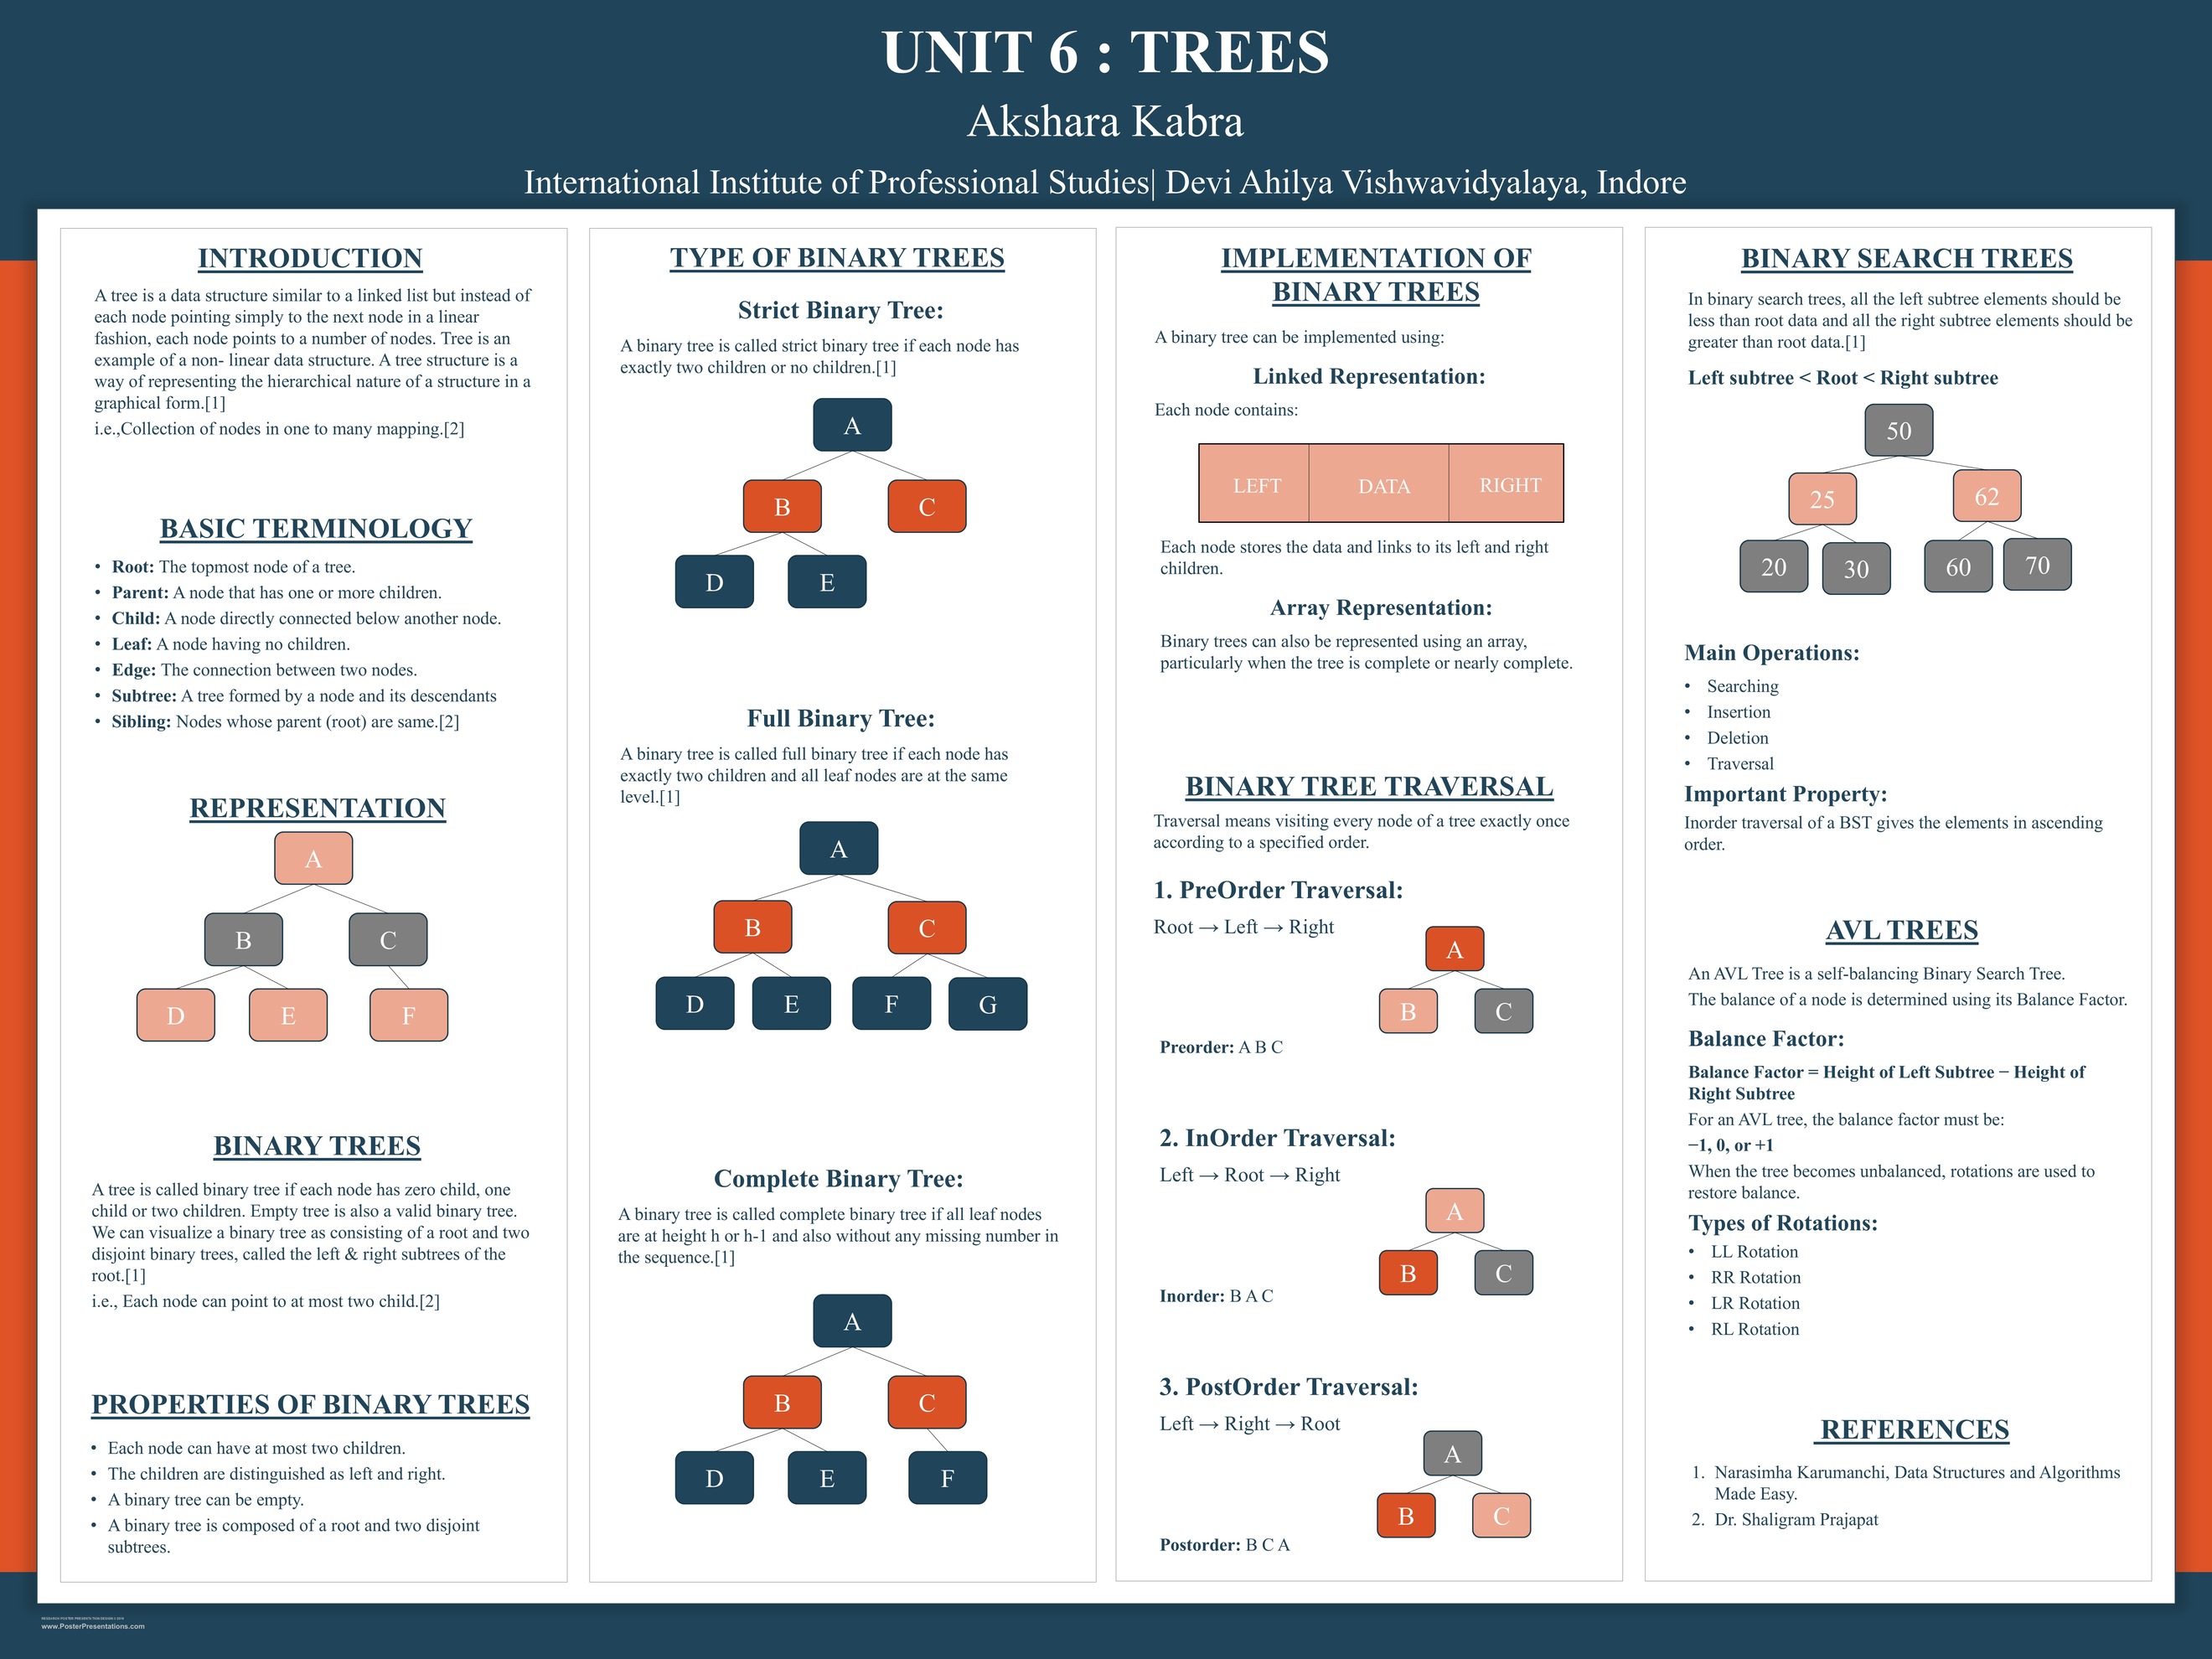 UNIT 6 : TREES
Akshara Kabra
International Institute of Professional Studies| Devi Ahilya Vishwavidyalaya, Indore
INTRODUCTION
A tree is a data structure similar to a linked list but instead of
each node pointing simply to the next node in a linear
fashion, each node points to a number of nodes. Tree is an
example of a non- linear data structure. A tree structure is a
way of representing the hierarchical nature of a structure in a
graphical form.[1]
i.e.,Collection of nodes in one to many mapping.[2]
BASIC TERMINOLOGY
• Root: The topmost node of a tree.
• Parent: A node that has one or more children.
• Child: A node directly connected below another node.
• Leaf: A node having no children.
• Edge: The connection between two nodes.
• Subtree: A tree formed by a node and its descendants
• Sibling: Nodes whose parent (root) are same.[2]
REPRESENTATION
A
B C
D E F
BINARY TREES
A tree is called binary tree if each node has zero child, one
child or two children. Empty tree is also a valid binary tree.
We can visualize a binary tree as consisting of a root and two
disjoint binary trees, called the left & right subtrees of the
root.[1]
i.e., Each node can point to at most two child.[2]
PROPERTIES OF BINARY TREES
• Each node can have at most two children.
• The children are distinguished as left and right.
• A binary tree can be empty.
• A binary tree is composed of a root and two disjoint
subtrees.
TYPE OF BINARY TREES
Strict Binary Tree:
A binary tree is called strict binary tree if each node has
exactly two children or no children.[1]
A
B C
D E
Full Binary Tree:
A binary tree is called full binary tree if each node has
exactly two children and all leaf nodes are at the same
level.[1]
A
B C
D E F G
Complete Binary Tree:
A binary tree is called complete binary tree if all leaf nodes
are at height h or h-1 and also without any missing number in
the sequence.[1]
A
B C
D E F
IMPLEMENTATION OF
BINARY TREES
A binary tree can be implemented using:
Linked Representation:
Each node contains:
LEFT DATA RIGHT
Each node stores the data and links to its left and right
children.
Array Representation:
Binary trees can also be represented using an array,
particularly when the tree is complete or nearly complete.
BINARY TREE TRAVERSAL
Traversal means visiting every node of a tree exactly once
according to a specified order.
1. PreOrder Traversal:
Root → Left → Right
A
B C
Preorder: A B C
2. InOrder Traversal:
Left → Root → Right
A
B C
Inorder: B A C
3. PostOrder Traversal:
Left → Right → Root
A
B C
Postorder: B C A
BINARY SEARCH TREES
In binary search trees, all the left subtree elements should be
less than root data and all the right subtree elements should be
greater than root data.[1]
Left subtree < Root < Right subtree
50
25 62
20 30 60 70
Main Operations:
• Searching
• Insertion
• Deletion
• Traversal
Important Property:
Inorder traversal of a BST gives the elements in ascending
order.
AVL TREES
An AVL Tree is a self-balancing Binary Search Tree.
The balance of a node is determined using its Balance Factor.
Balance Factor:
Balance Factor = Height of Left Subtree − Height of
Right Subtree
For an AVL tree, the balance factor must be:
−1, 0, or +1
When the tree becomes unbalanced, rotations are used to
restore balance.
Types of Rotations:
• LL Rotation
• RR Rotation
• LR Rotation
• RL Rotation
REFERENCES
1. Narasimha Karumanchi, Data Structures and Algorithms
Made Easy.
2. Dr. Shaligram Prajapat
RESEARCH POSTER PRESENTATION DESIGN ©
www.PosterPresentations.com